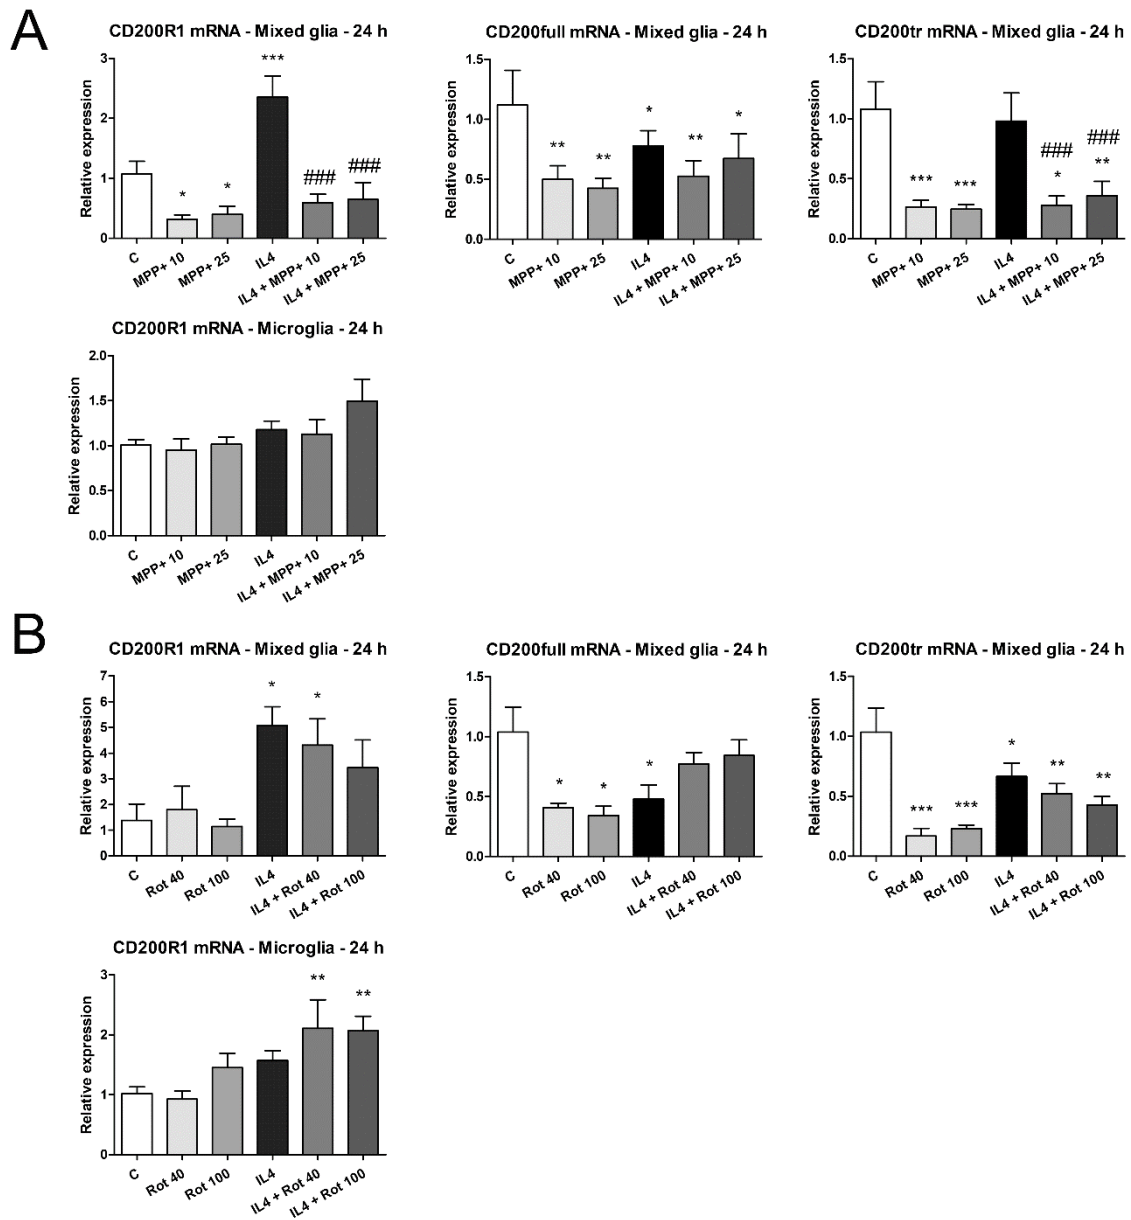 A
CD200R1 mRNA - Mixed glia - 24 h
Relative expression
3
2
1
0
***
*
*
###
###
C
MPP+ 10
MPP+ 25
IL4
IL4 + MPP+ 10
IL4 + MPP+ 25
CD200full mRNA - Mixed glia - 24 h
Relative expression
1.5
1.0
0.5
0.0
**
**
*
**
*
C
MPP+ 10
MPP+ 25
IL4
IL4 + MPP+ 10
IL4 + MPP+ 25
CD200tr mRNA - Mixed glia - 24 h
Relative expression
1.5
1.0
0.5
0.0
***
***
###
*
###
**
C
MPP+ 10
MPP+ 25
IL4
IL4 + MPP+ 10
IL4 + MPP+ 25
CD200R1 mRNA - Microglia - 24 h
Relative expression
2.0
1.5
1.0
0.5
0.0
C
MPP+ 10
MPP+ 25
IL4
IL4 + MPP+ 10
IL4 + MPP+ 25
B
CD200R1 mRNA - Mixed glia - 24 h
Relative expression
7
6
5
4
3
2
1
0
*
*
C
Rot 40
Rot 100
IL4
IL4 + Rot 40
IL4 + Rot 100
CD200full mRNA - Mixed glia - 24 h
Relative expression
1.5
1.0
0.5
0.0
*
*
*
C
Rot 40
Rot 100
IL4
IL4 + Rot 40
IL4 + Rot 100
CD200tr mRNA - Mixed glia - 24 h
Relative expression
1.5
1.0
0.5
0.0
***
***
*
**
**
C
Rot 40
Rot 100
IL4
IL4 + Rot 40
IL4 + Rot 100
CD200R1 mRNA - Microglia - 24 h
Relative expression
3
2
1
0
**
**
C
Rot 40
Rot 100
IL4
IL4 + Rot 40
IL4 + Rot 100